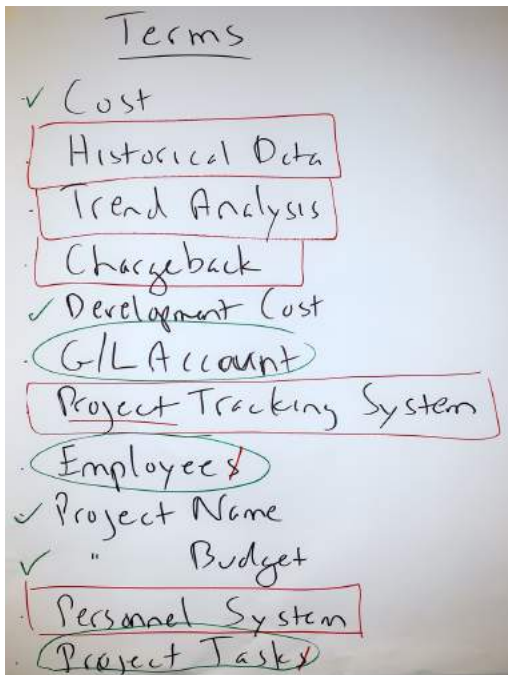 Terms
✓ Cost
Historical Data
Trend Analysis
Chargeback
✓ Development Cost
G/L Account
Project Tracking System
Employees
✓ Project Name
✓ " Budget
Personnel System
Project Tasks